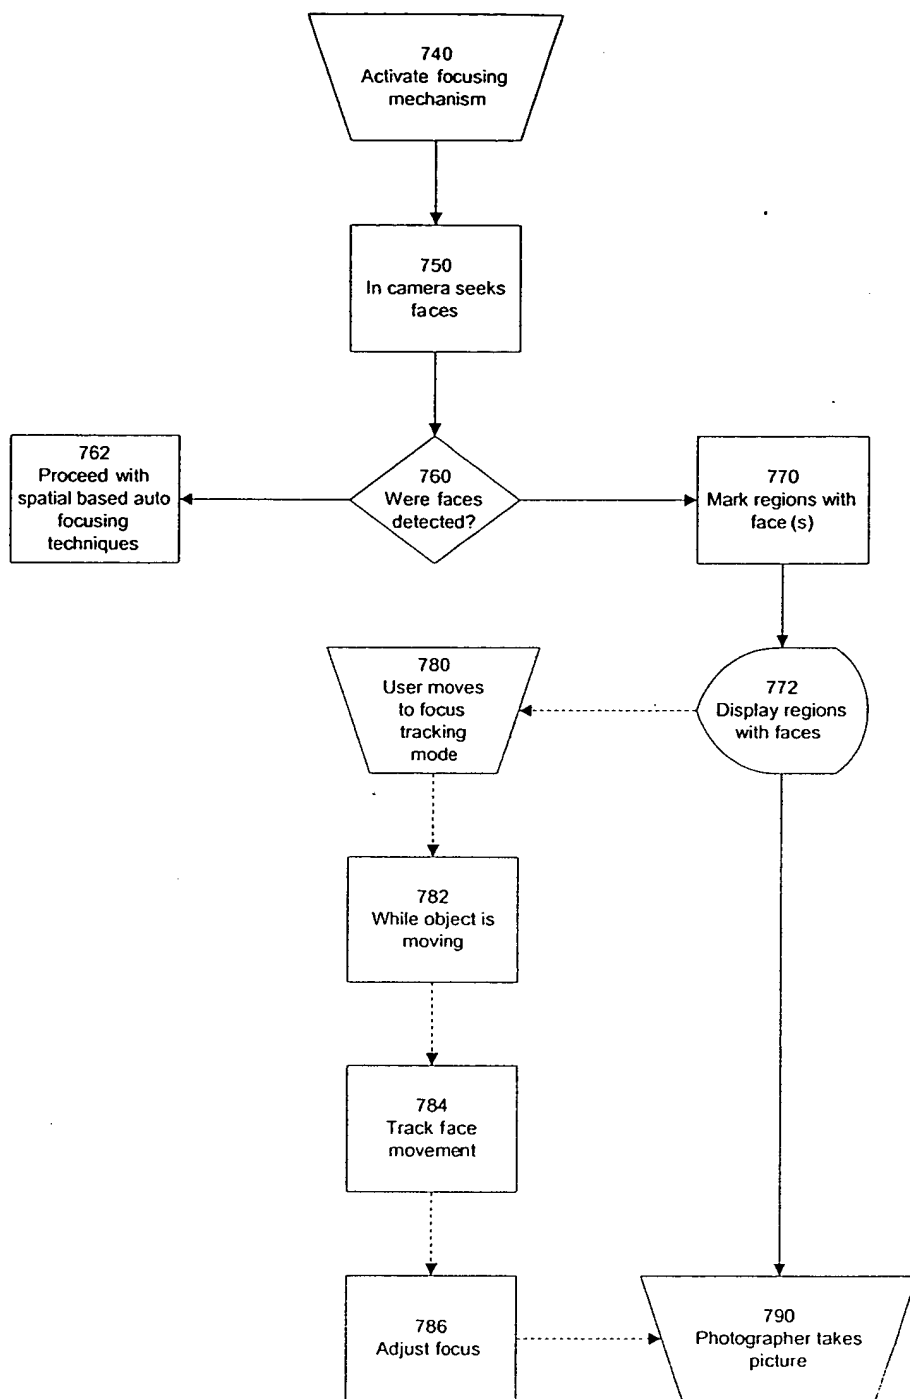 740
Activate focusing
mechanism
750
In camera seeks
faces
762
Proceed with
spatial based auto
focusing
techniques
760
Were faces
detected?
770
Mark regions with
face (s)
780
User moves
to focus
tracking
mode
772
Display regions
with faces
782
While object is
moving
784
Track face
movement
786
Adjust focus
790
Photographer takes
picture